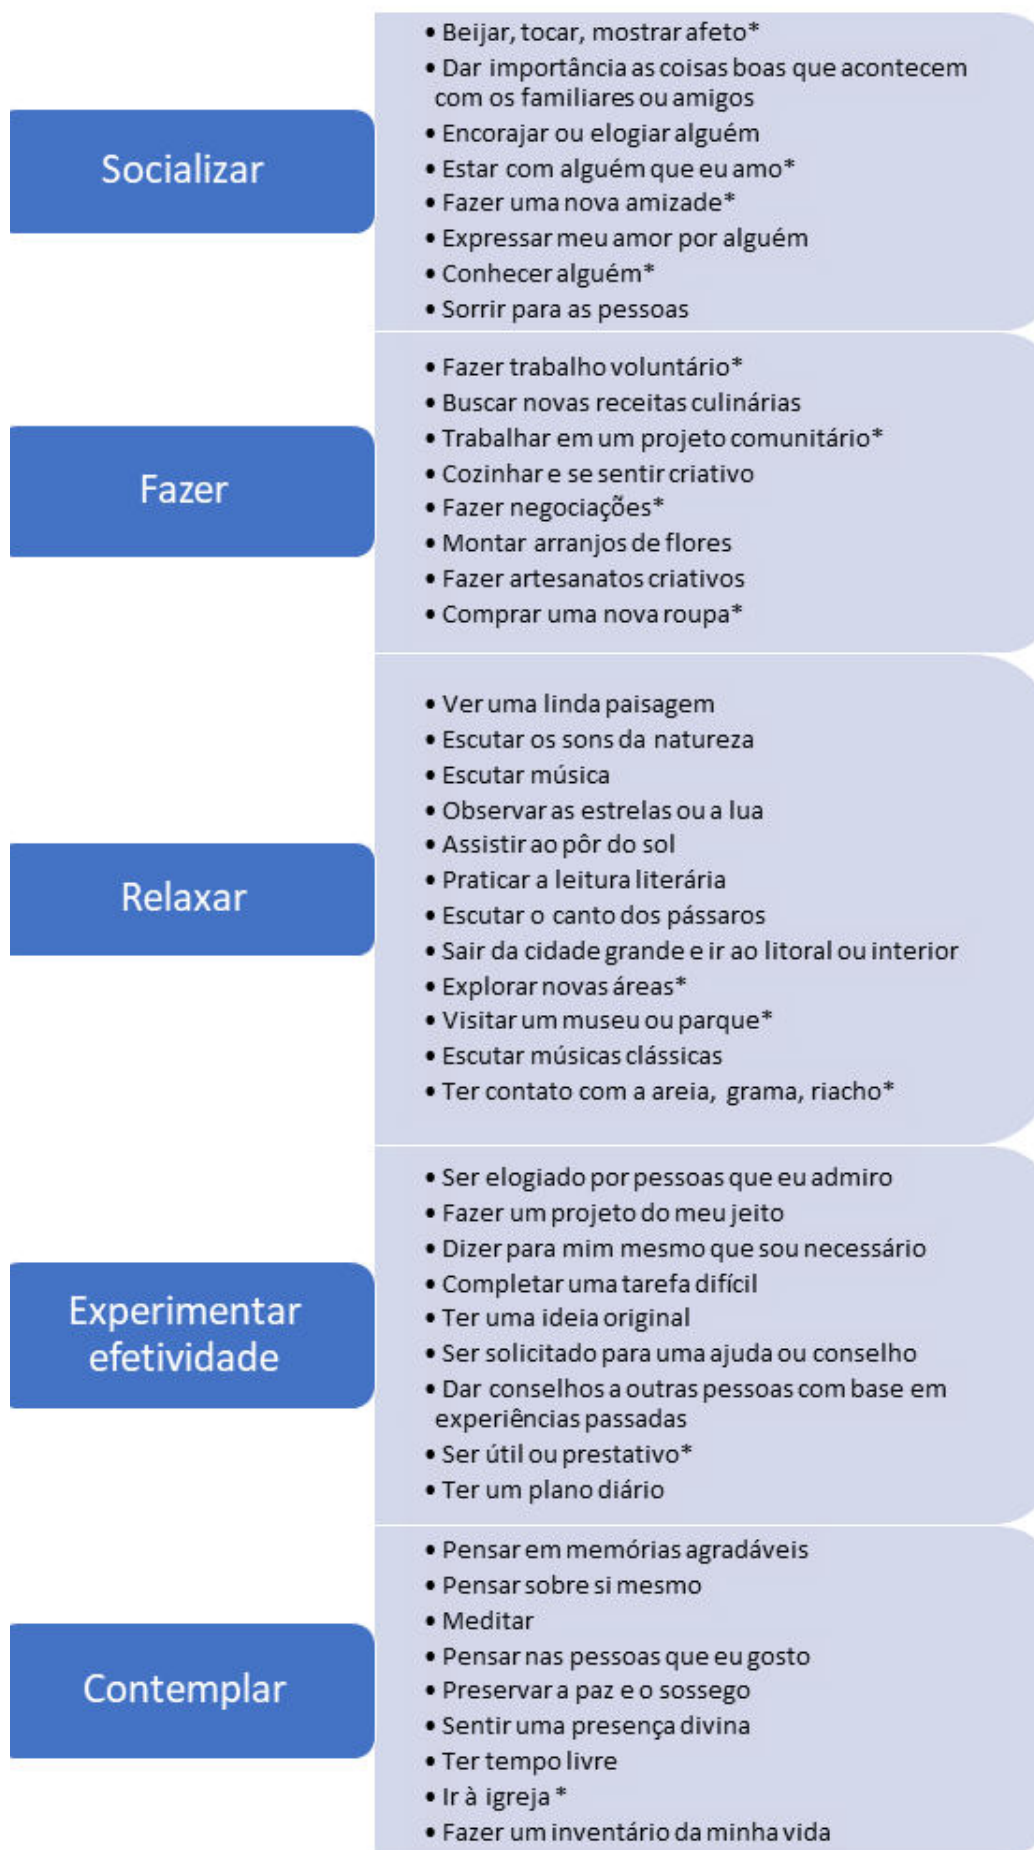 Socializar
• Beijar, tocar, mostrar afeto*
• Dar importância as coisas boas que acontecem
com os familiares ou amigos
• Encorajar ou elogiar alguém
• Estar com alguém que eu amo*
• Fazer uma nova amizade*
• Expressar meu amor por alguém
• Conhecer alguém*
• Sorrir para as pessoas
Fazer
• Fazer trabalho voluntário*
• Buscar novas receitas culinárias
• Trabalhar em um projeto comunitário*
• Cozinhar e se sentir criativo
• Fazer negociações*
• Montar arranjos de flores
• Fazer artesanatos criativos
• Comprar uma nova roupa*
Relaxar
• Ver uma linda paisagem
• Escutar os sons da natureza
• Escutar música
• Observar as estrelas ou a lua
• Assistir ao pôr do sol
• Praticar a leitura literária
• Escutar o canto dos pássaros
• Sair da cidade grande e ir ao litoral ou interior
• Explorar novas áreas*
• Visitar um museu ou parque*
• Escutar músicas clássicas
• Ter contato com a areia, grama, riacho*
Experimentar
efetividade
• Ser elogiado por pessoas que eu admiro
• Fazer um projeto do meu jeito
• Dizer para mim mesmo que sou necessário
• Completar uma tarefa difícil
• Ter uma ideia original
• Ser solicitado para uma ajuda ou conselho
• Dar conselhos a outras pessoas com base em
experiências passadas
• Ser útil ou prestativo*
• Ter um plano diário
Contemplar
• Pensar em memórias agradáveis
• Pensar sobre si mesmo
• Meditar
• Pensar nas pessoas que eu gosto
• Preservar a paz e o sossego
• Sentir uma presença divina
• Ter tempo livre
• Ir à igreja *
• Fazer um inventário da minha vida